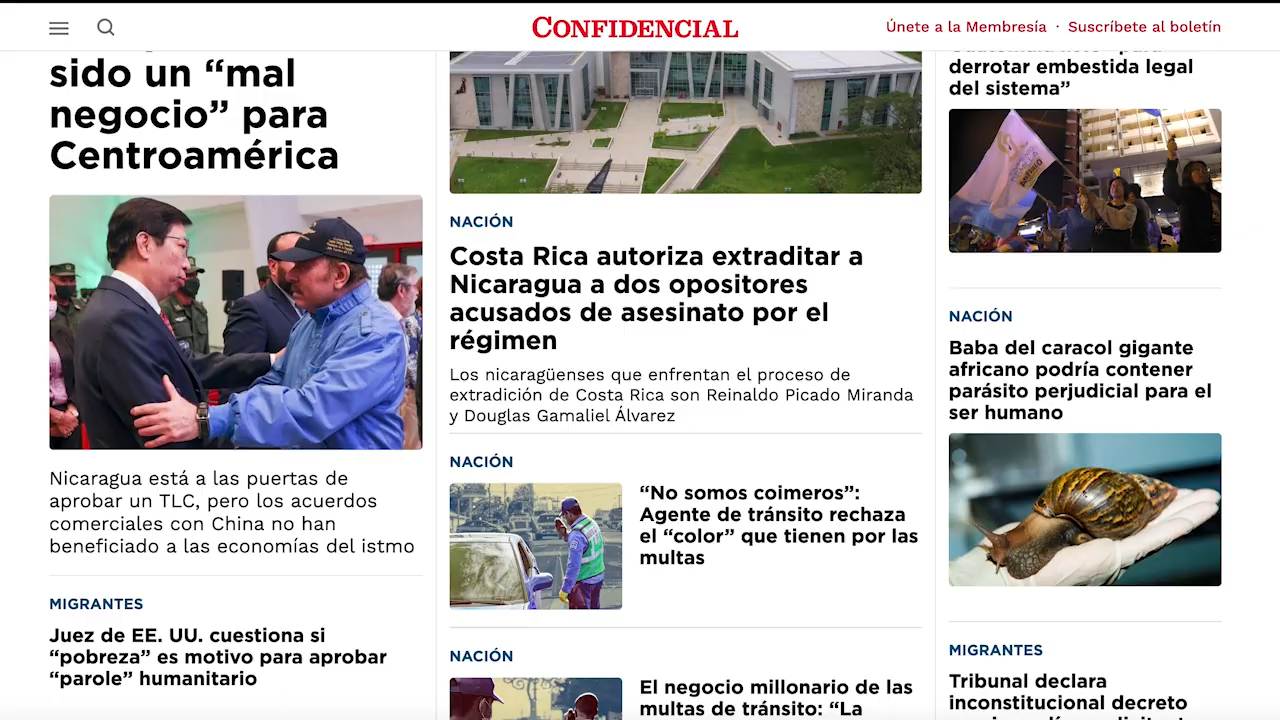 CONFIDENCIAL
Únete a la Membresía · Suscríbete al boletín
sido un “mal
negocio” para
Centroamérica
Nicaragua está a las puertas de
aprobar un TLC, pero los acuerdos
comerciales con China no han
beneficiado a las economías del istmo
MIGRANTES
Juez de EE. UU. cuestiona si
“pobreza” es motivo para aprobar
“parole” humanitario
NACIÓN
Costa Rica autoriza extraditar a
Nicaragua a dos opositores
acusados de asesinato por el
régimen
Los nicaragüenses que enfrentan el proceso de
extradición de Costa Rica son Reinaldo Picado Miranda
y Douglas Gamaliel Álvarez
NACIÓN
“No somos coimeros”:
Agente de tránsito rechaza
el “color” que tienen por las
multas
NACIÓN
El negocio millonario de las
multas de tránsito: “La
derrotar embestida legal
del sistema”
NACIÓN
Baba del caracol gigante
africano podría contener
parásito perjudicial para el
ser humano
MIGRANTES
Tribunal declara
inconstitucional decreto